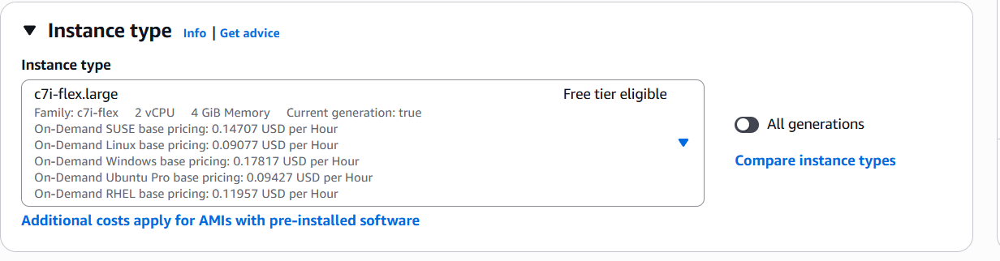 Instance type Info | Get advice
Instance type
c7i-flex.large Free tier eligible
Family: c7i-flex 2 vCPU 4 GiB Memory Current generation: true
On-Demand SUSE base pricing: 0.14707 USD per Hour
On-Demand Linux base pricing: 0.09077 USD per Hour
On-Demand Windows base pricing: 0.17817 USD per Hour
On-Demand Ubuntu Pro base pricing: 0.09427 USD per Hour
On-Demand RHEL base pricing: 0.11957 USD per Hour
All generations
Compare instance types
Additional costs apply for AMIs with pre-installed software